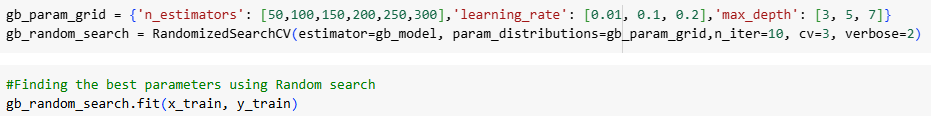 gb_param_grid = {'n_estimators': [50,100,150,200,250,300],'learning_rate': [0.01, 0.1, 0.2],'max_depth': [3, 5, 7]}
gb_random_search = RandomizedSearchCV(estimator=gb_model, param_distributions=gb_param_grid,n_iter=10, cv=3, verbose=2)
#Finding the best parameters using Random search
gb_random_search.fit(x_train, y_train)